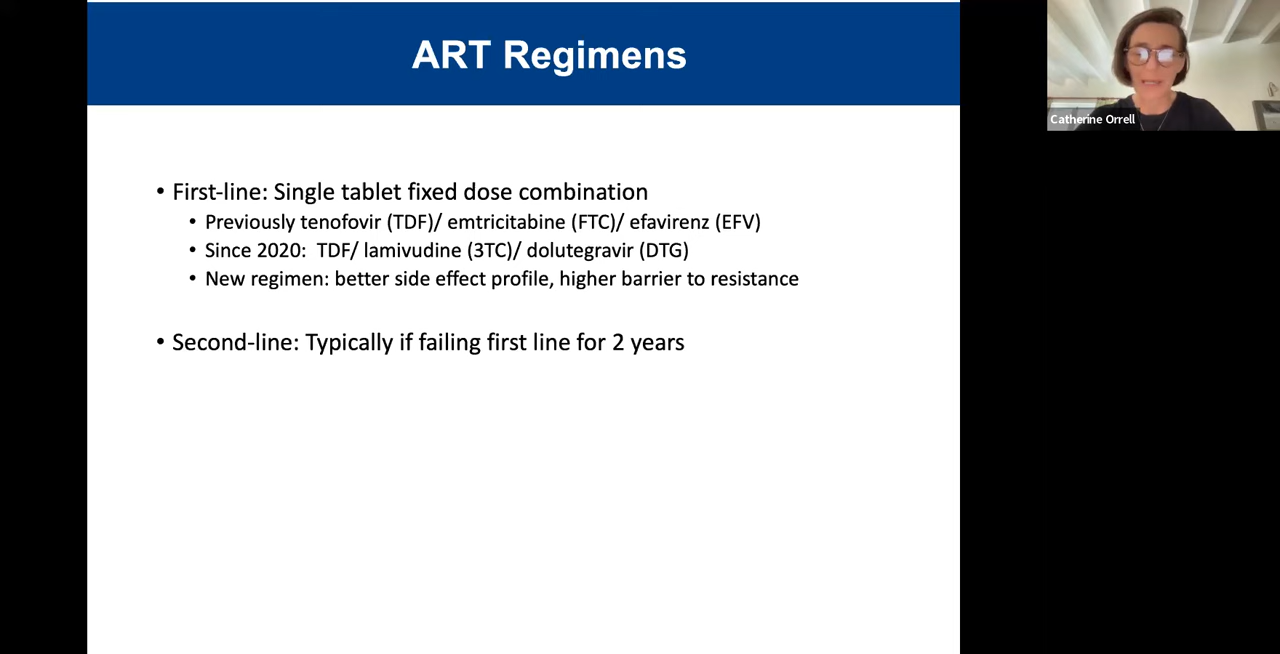 ART Regimens
Catherine Orrell
• First-line: Single tablet fixed dose combination
• Previously tenofovir (TDF)/ emtricitabine (FTC)/ efavirenz (EFV)
• Since 2020:  TDF/ lamivudine (3TC)/ dolutegravir (DTG)
• New regimen: better side effect profile, higher barrier to resistance
• Second-line: Typically if failing first line for 2 years